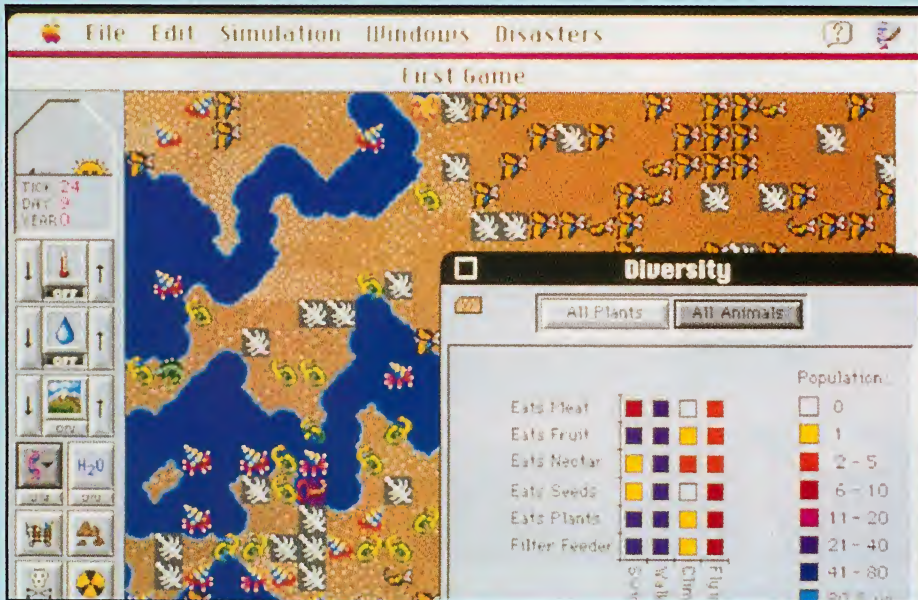 File Edit Simulation Windows Disasters
First Game
TICK 24
DAY 9
YEAR 0
OFF
OFF
H₂O
Diversity
All Plants All Animals
Population:
Eats Meat 0
Eats Fruit 1
Eats Nectar 2 - 5
Eats Seeds 6 - 10
Eats Plants 11 - 20
Filter Feeder 21 - 40
41 - 80